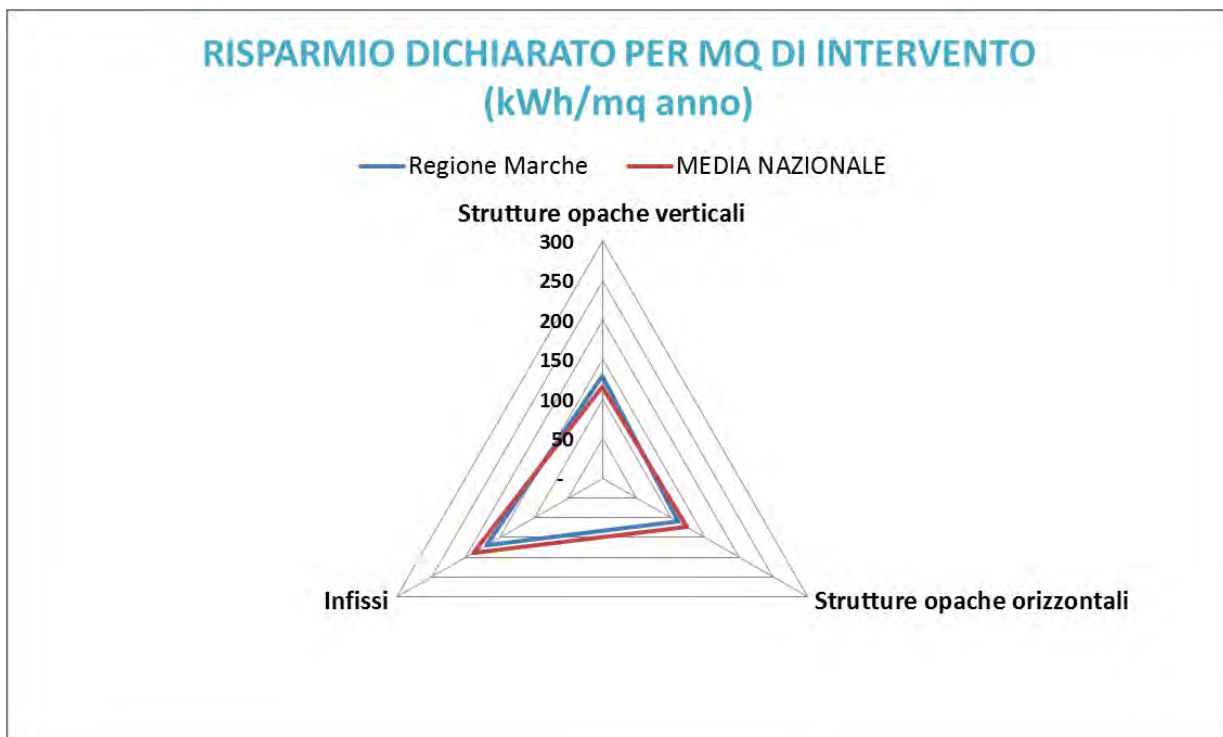 RISPARMIO DICHIARATO PER MQ DI INTERVENTO
(kWh/mq anno)
Regione Marche MEDIA NAZIONALE
Strutture opache verticali
300
250
200
150
100
50
-
Infissi
Strutture opache orizzontali